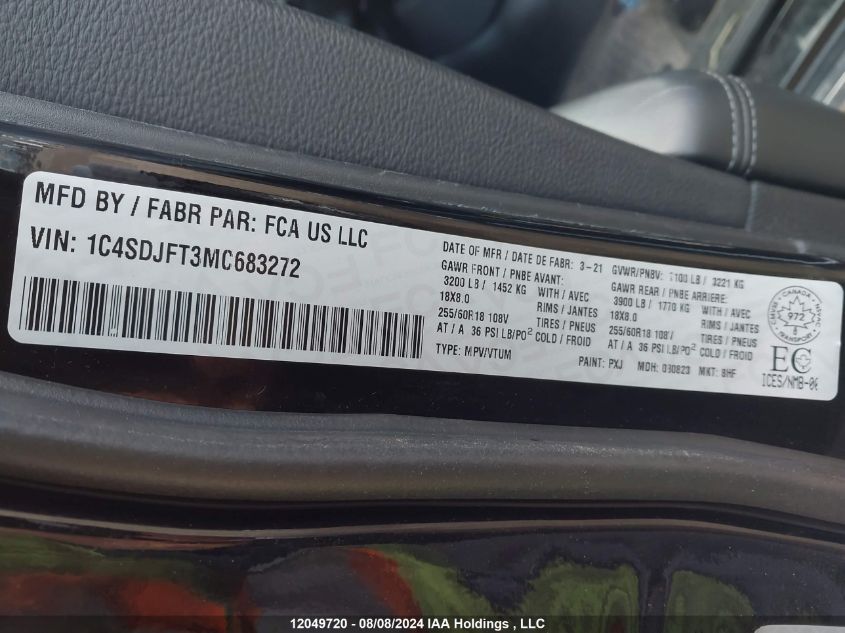 MFD BY / FABR PAR: FCA US LLC
VIN: 1C4SDJFT3MC683272
DATE OF MFR / DATE DE FABR: 3-21 GVWR/PNBV: 7100 LB / 3221 KG
GAWR FRONT / PNBE AVANT: GAWR REAR / PNBE ARRIERE:
3200 LB / 1452 KG WITH / AVEC 3900 LB / 1770 KG WITH / AVEC
18X8.0 RIMS / JANTES 18X8.0 RIMS / JANTES
255/60R18 108V TIRES / PNEUS 255/60R18 108V TIRES / PNEUS
AT / A 36 PSI LB/PO² COLD / FROID AT / A 36 PSI LB/PO² COLD / FROID
TYPE: MPV/VTUM PAINT: PXJ MDH: 030823 MKT: BHF
CANADA
972
TRANSPORT
EC
ICES/NMB-
12049720 - 08/08/2024 IAA Holdings , LLC